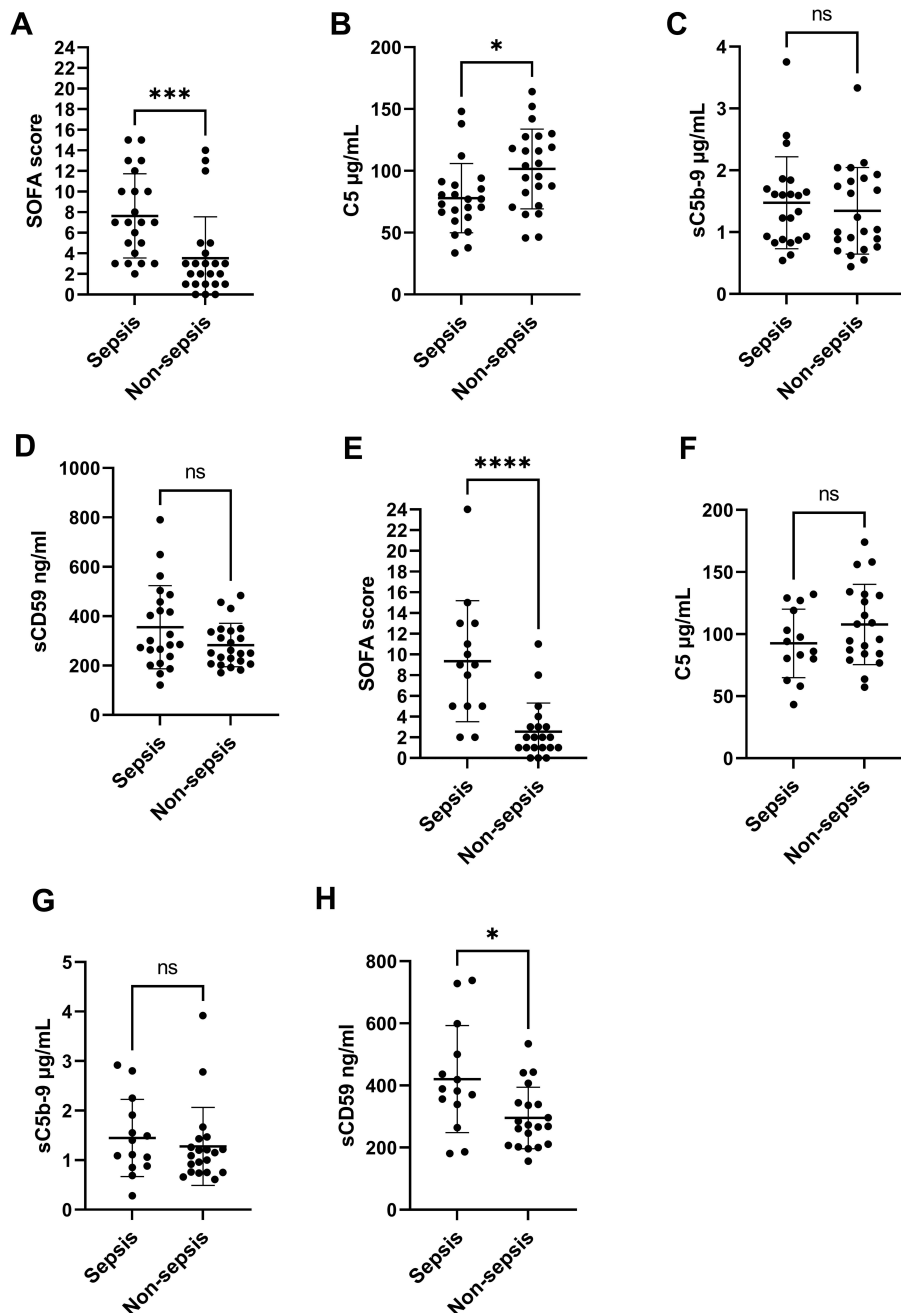 A
SOFA score
24
22
20
18
16
14
12
10
8
6
4
2
0
***
Sepsis
Non-sepsis
B
C5 µg/mL
200
150
100
50
0
*
Sepsis
Non-sepsis
C
sC5b-9 µg/mL
4
3
2
1
0
ns
Sepsis
Non-sepsis
D
sCD59 ng/ml
1000
800
600
400
200
0
ns
Sepsis
Non-sepsis
E
SOFA score
24
22
20
18
16
14
12
10
8
6
4
2
0
****
Sepsis
Non-sepsis
F
C5 µg/mL
200
150
100
50
0
ns
Sepsis
Non-sepsis
G
sC5b-9 µg/mL
5
4
3
2
1
0
ns
Sepsis
Non-sepsis
H
sCD59 ng/ml
800
600
400
200
0
*
Sepsis
Non-sepsis